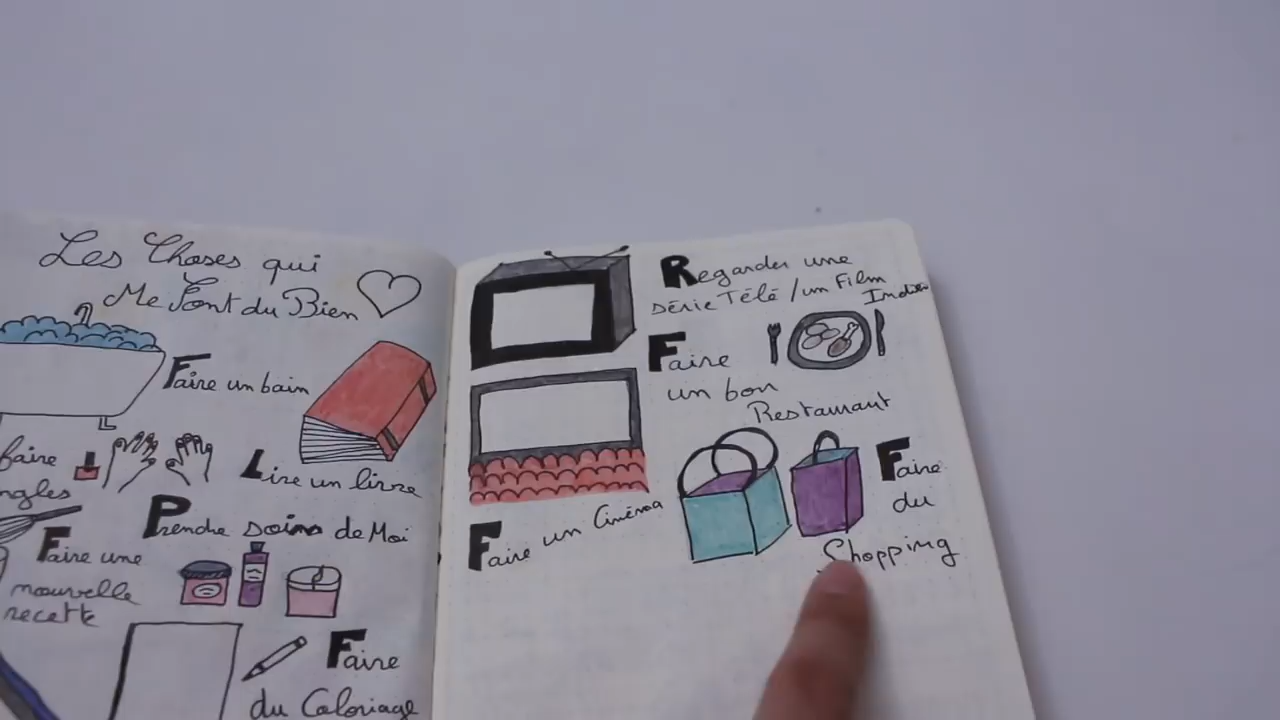 Les Choses qui
Me Font du Bien
Faire un bain
Lire un livre
faire
ngles
Prendre soins de Moi
Faire une
nouvelle
recette
Faire
du Coloriage
Regarder une
série Télé / un Film
Faire
un bon
Restaurant
Faire un Cinéma
Faire
du
Shopping